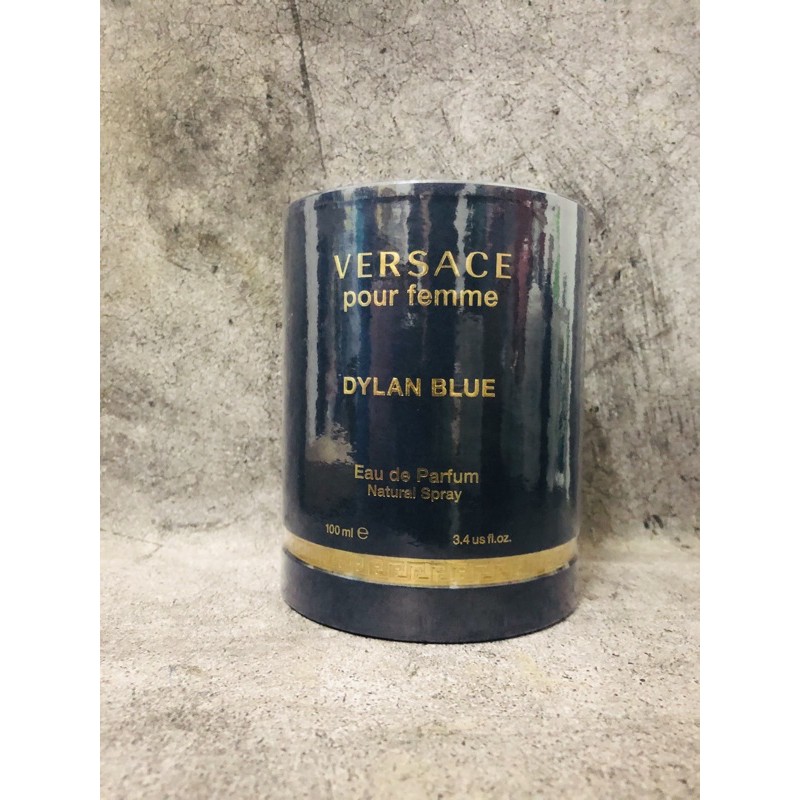 VERSACE
pour femme
DYLAN BLUE
Eau de Parfum
Natural Spray
100 ml ℮ 3.4 us fl.oz.